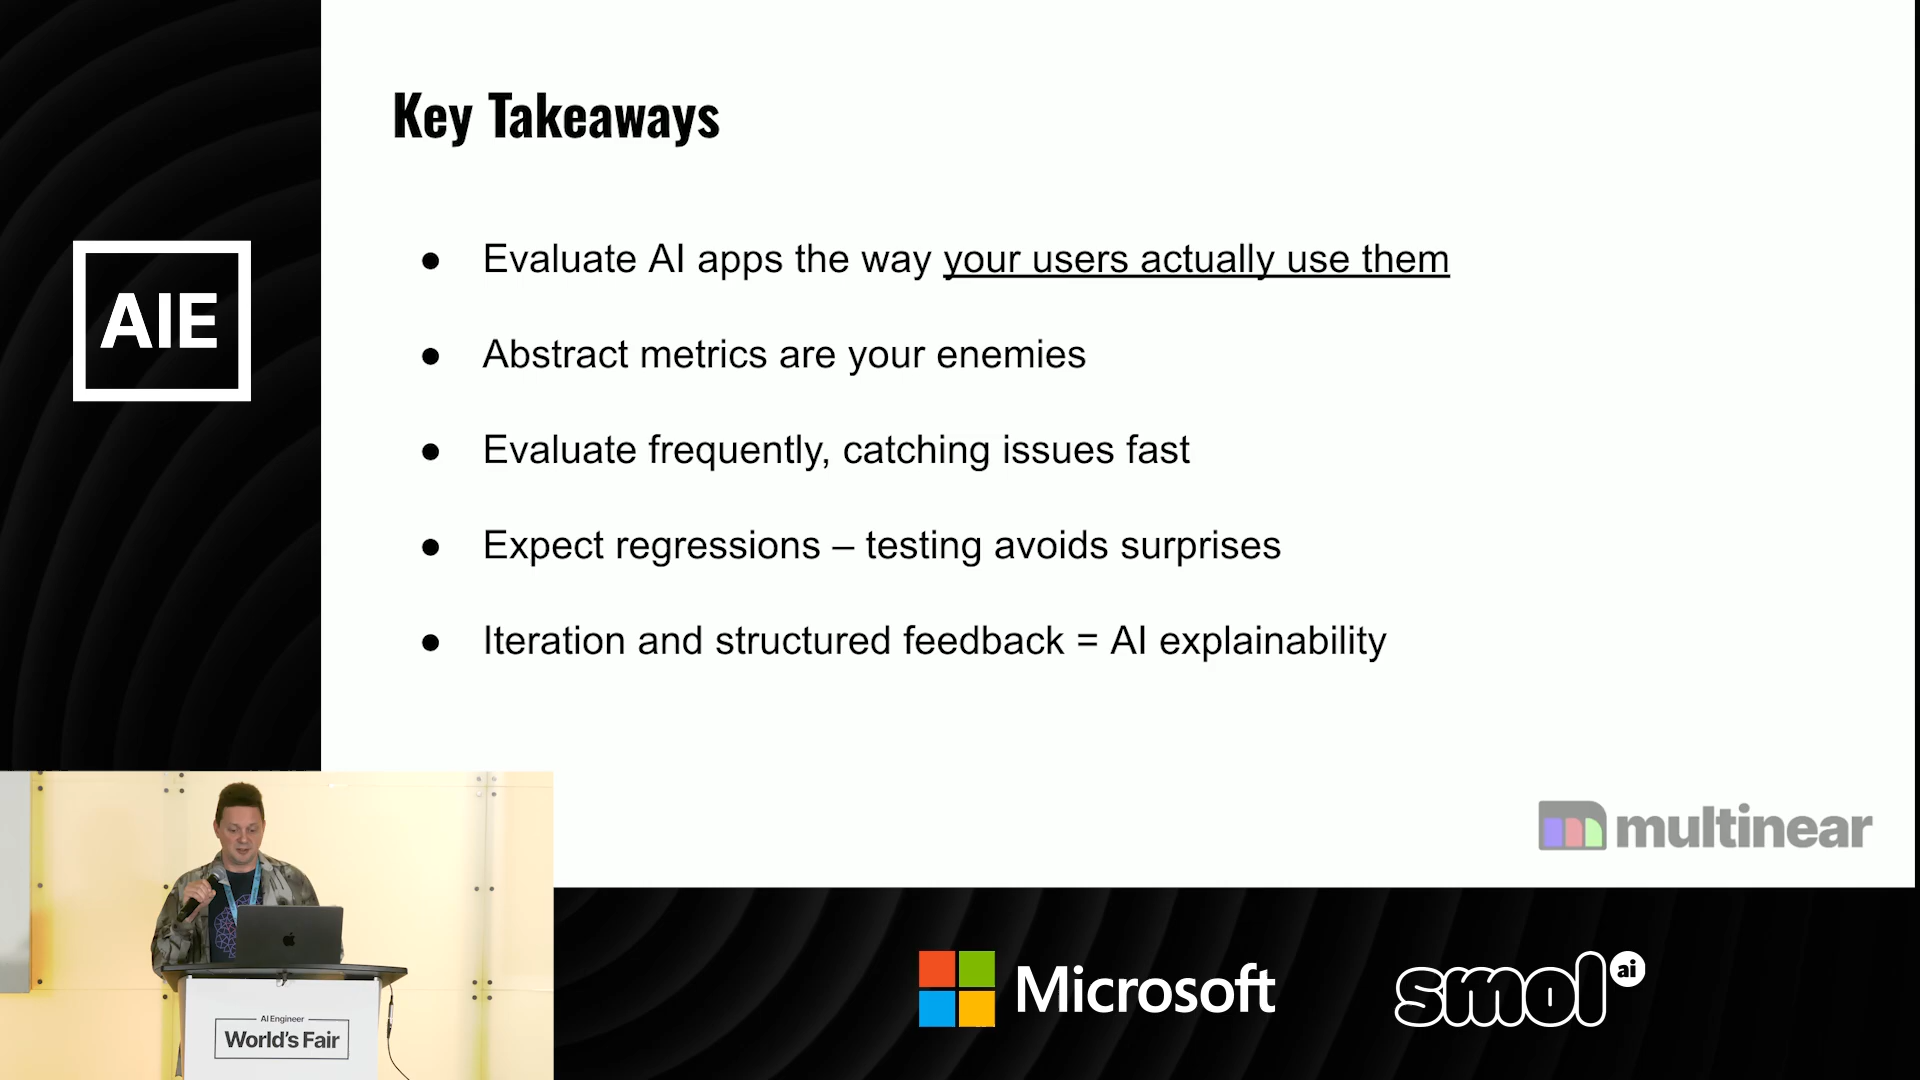 Key Takeaways
AIE
● Evaluate AI apps the way your users actually use them
● Abstract metrics are your enemies
● Evaluate frequently, catching issues fast
● Expect regressions – testing avoids surprises
● Iteration and structured feedback = AI explainability
multinear
Microsoft
smol ai
AI Engineer
World's Fair